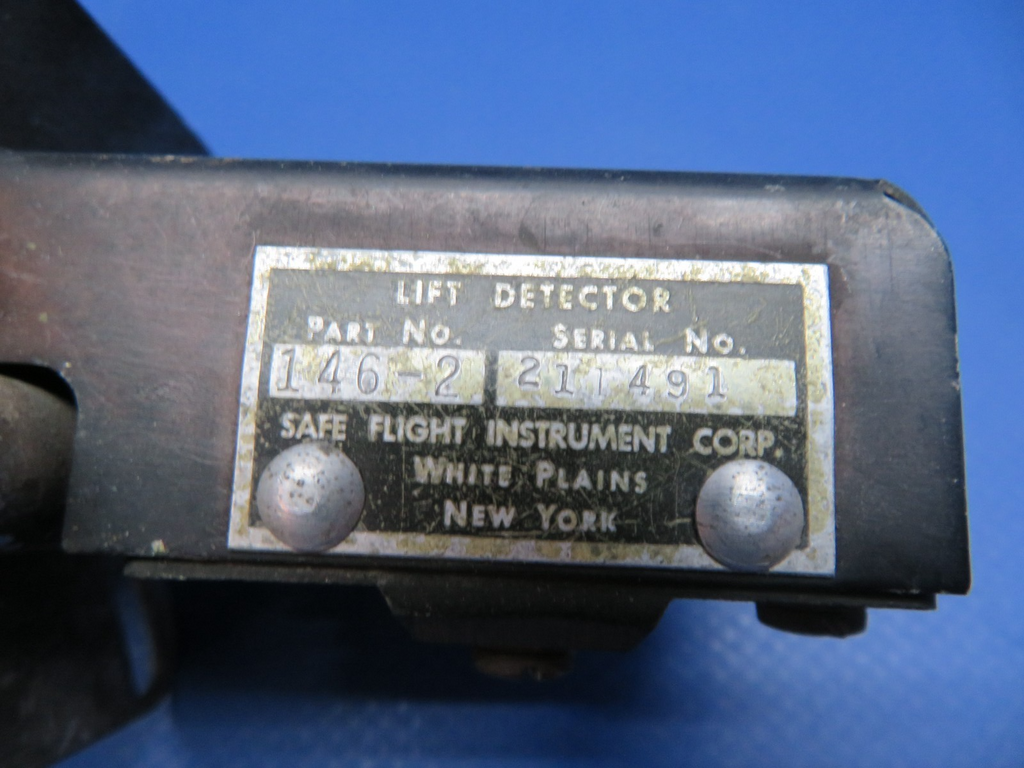 LIFT DETECTOR
PART NO. SERIAL NO.
146-2 211491
SAFE FLIGHT INSTRUMENT CORP.
WHITE PLAINS
NEW YORK